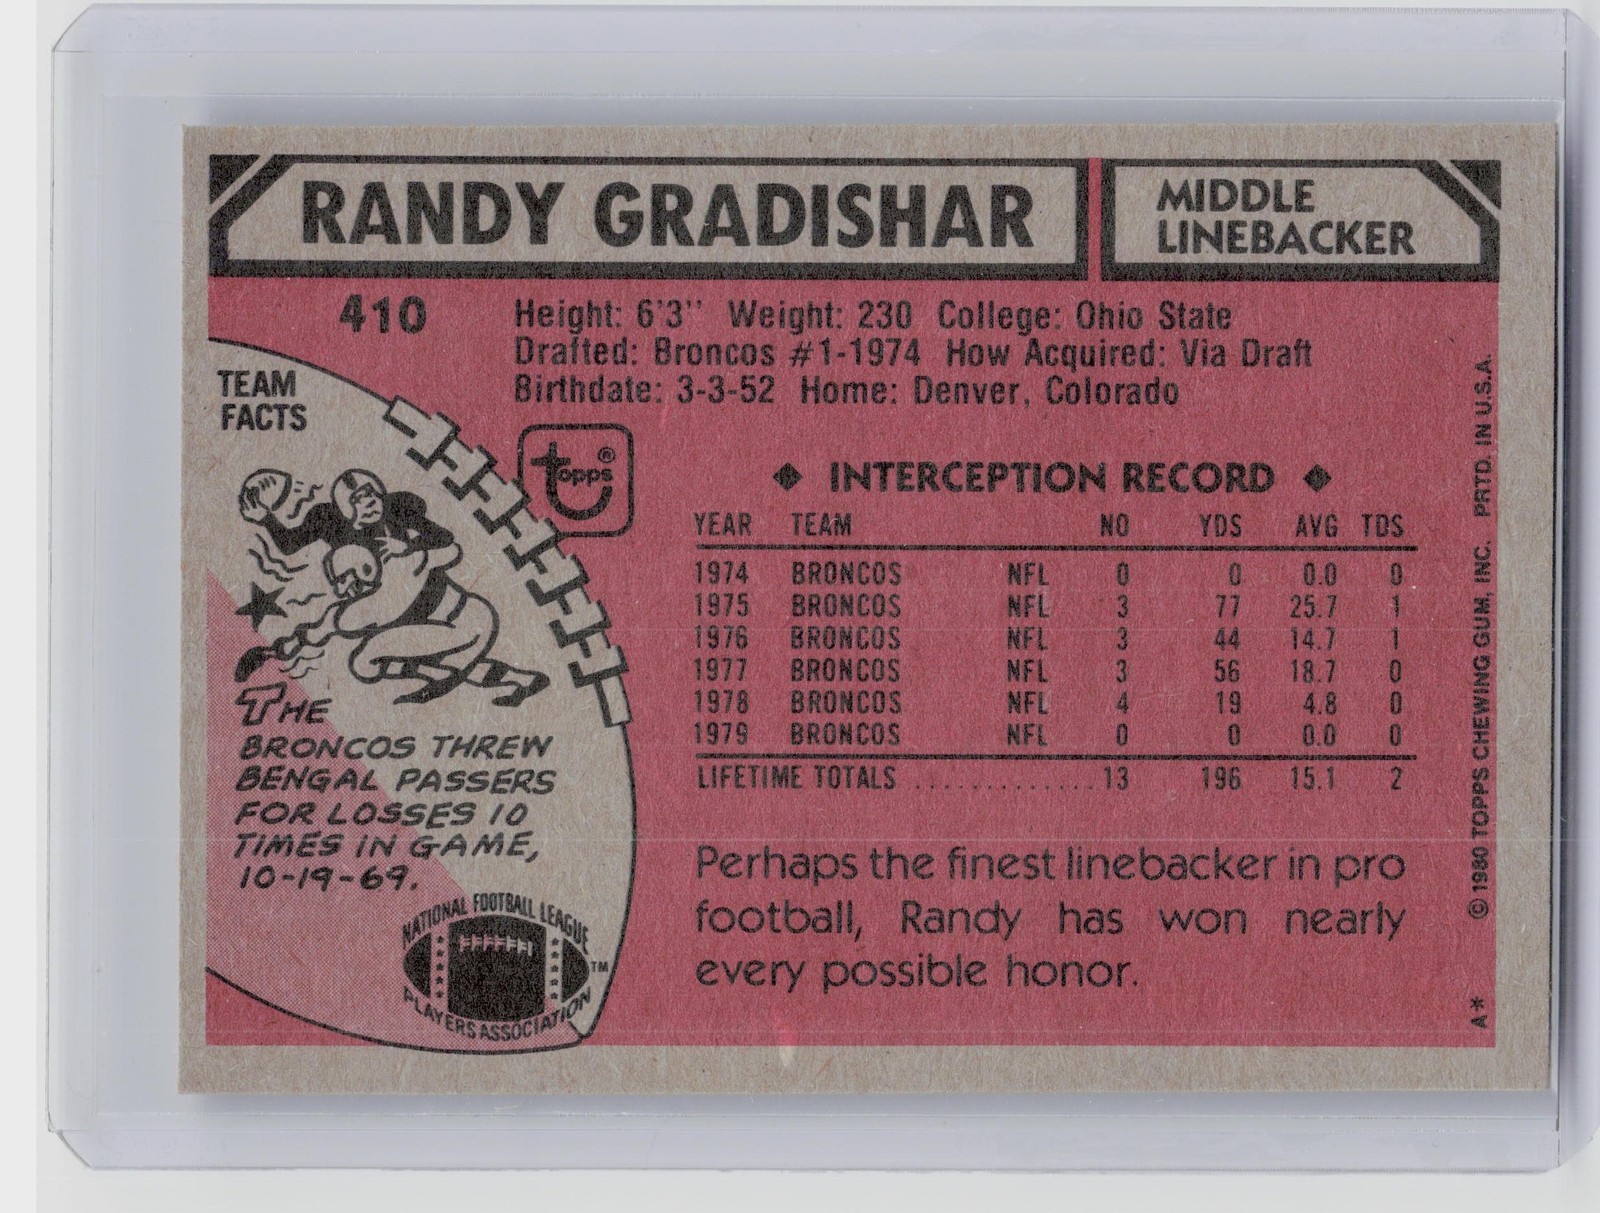 RANDY GRADISHAR
MIDDLE
LINEBACKER
410
Height: 6'3" Weight: 230 College: Ohio State
Drafted: Broncos #1-1974 How Acquired: Via Draft
Birthdate: 3-3-52 Home: Denver, Colorado
TEAM
FACTS
topps®
◆ INTERCEPTION RECORD ◆
YEAR TEAM NO YDS AVG TDS
1974 BRONCOS NFL 0 0 0.0 0
1975 BRONCOS NFL 3 77 25.7 1
1976 BRONCOS NFL 3 44 14.7 1
1977 BRONCOS NFL 3 56 18.7 0
1978 BRONCOS NFL 4 19 4.8 0
1979 BRONCOS NFL 0 0 0.0 0
LIFETIME TOTALS .............. 13 196 15.1 2
THE
BRONCOS THREW
BENGAL PASSERS
FOR LOSSES 10
TIMES IN GAME,
10-19-69.
NATIONAL FOOTBALL LEAGUE
PLAYERS ASSOCIATION
TM
Perhaps the finest linebacker in pro
football, Randy has won nearly
every possible honor.
A* © 1980 TOPPS CHEWING GUM, INC. PRTD. IN U.S.A.